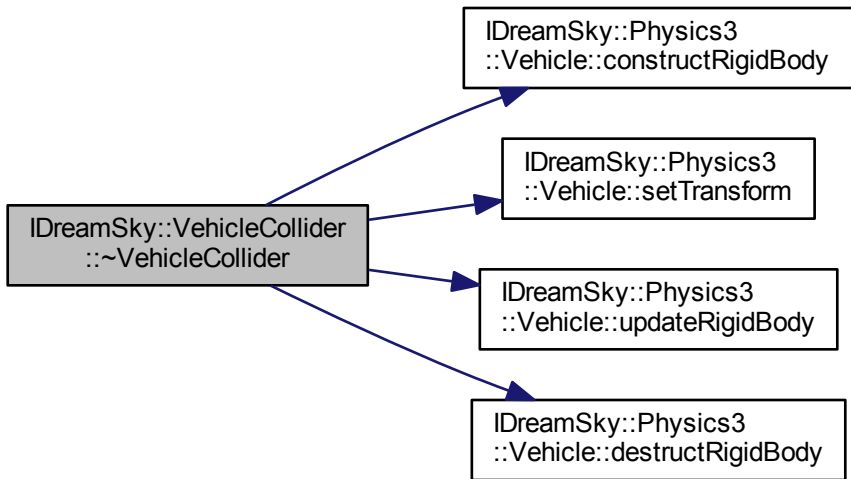 IDreamSky::Physics3
::Vehicle::constructRigidBody
IDreamSky::Physics3
::Vehicle::setTransform
IDreamSky::VehicleCollider
::~VehicleCollider
IDreamSky::Physics3
::Vehicle::updateRigidBody
IDreamSky::Physics3
::Vehicle::destructRigidBody